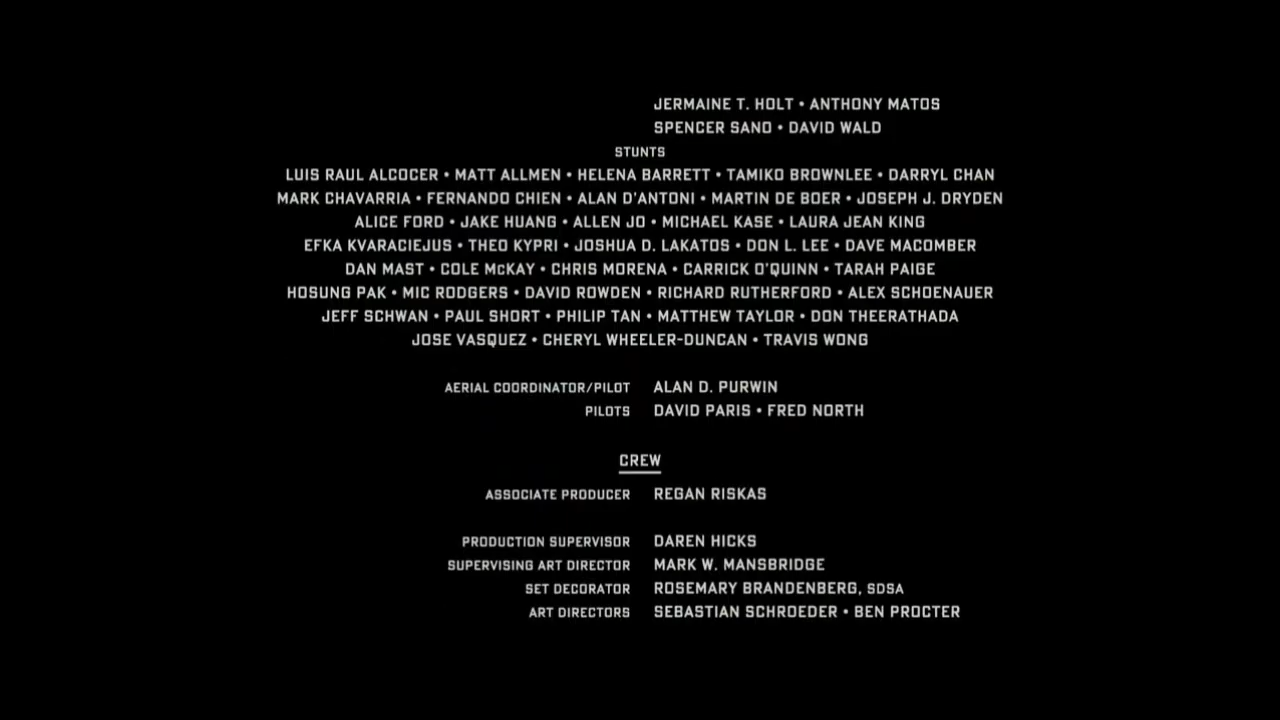 JERMAINE T. HOLT • ANTHONY MATOS
SPENCER SANO • DAVID WALD
STUNTS
LUIS RAUL ALCOCER • MATT ALLMEN • HELENA BARRETT • TAMIKO BROWNLEE • DARRYL CHAN
MARK CHAVARRIA • FERNANDO CHIEN • ALAN D'ANTONI • MARTIN DE BOER • JOSEPH J. DRYDEN
ALICE FORD • JAKE HUANG • ALLEN JO • MICHAEL KASE • LAURA JEAN KING
EFKA KVARACIEJUS • THEO KYPRI • JOSHUA D. LAKATOS • DON L. LEE • DAVE MACOMBER
DAN MAST • COLE McKAY • CHRIS MORENA • CARRICK O'QUINN • TARAH PAIGE
HOSUNG PAK • MIC RODGERS • DAVID ROWDEN • RICHARD RUTHERFORD • ALEX SCHOENAUER
JEFF SCHWAN • PAUL SHORT • PHILIP TAN • MATTHEW TAYLOR • DON THEERATHADA
JOSE VASQUEZ • CHERYL WHEELER-DUNCAN • TRAVIS WONG
AERIAL COORDINATOR/PILOT ALAN D. PURWIN
PILOTS DAVID PARIS • FRED NORTH
CREW
ASSOCIATE PRODUCER REGAN RISKAS
PRODUCTION SUPERVISOR DAREN HICKS
SUPERVISING ART DIRECTOR MARK W. MANSBRIDGE
SET DECORATOR ROSEMARY BRANDENBERG, SDSA
ART DIRECTORS SEBASTIAN SCHROEDER • BEN PROCTER